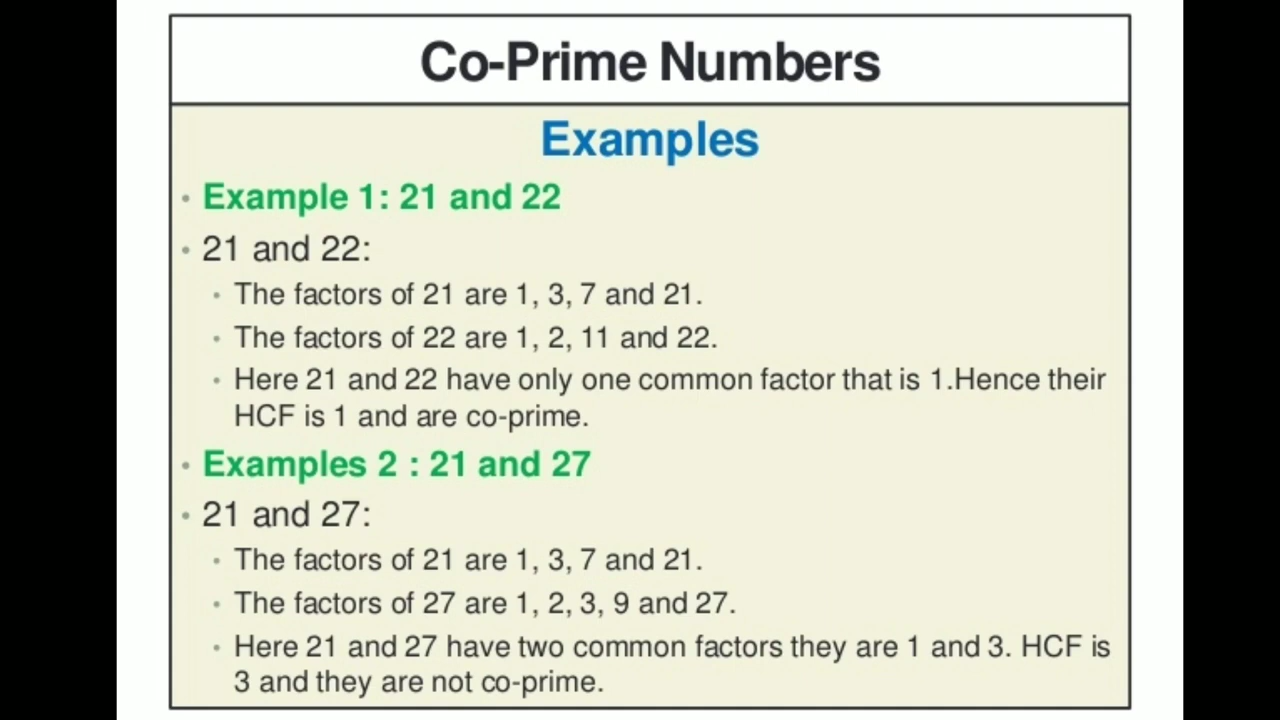 Co-Prime Numbers
Examples
• Example 1: 21 and 22
• 21 and 22:
• The factors of 21 are 1, 3, 7 and 21.
• The factors of 22 are 1, 2, 11 and 22.
• Here 21 and 22 have only one common factor that is 1.Hence their
HCF is 1 and are co-prime.
• Examples 2 : 21 and 27
• 21 and 27:
• The factors of 21 are 1, 3, 7 and 21.
• The factors of 27 are 1, 2, 3, 9 and 27.
• Here 21 and 27 have two common factors they are 1 and 3. HCF is
3 and they are not co-prime.